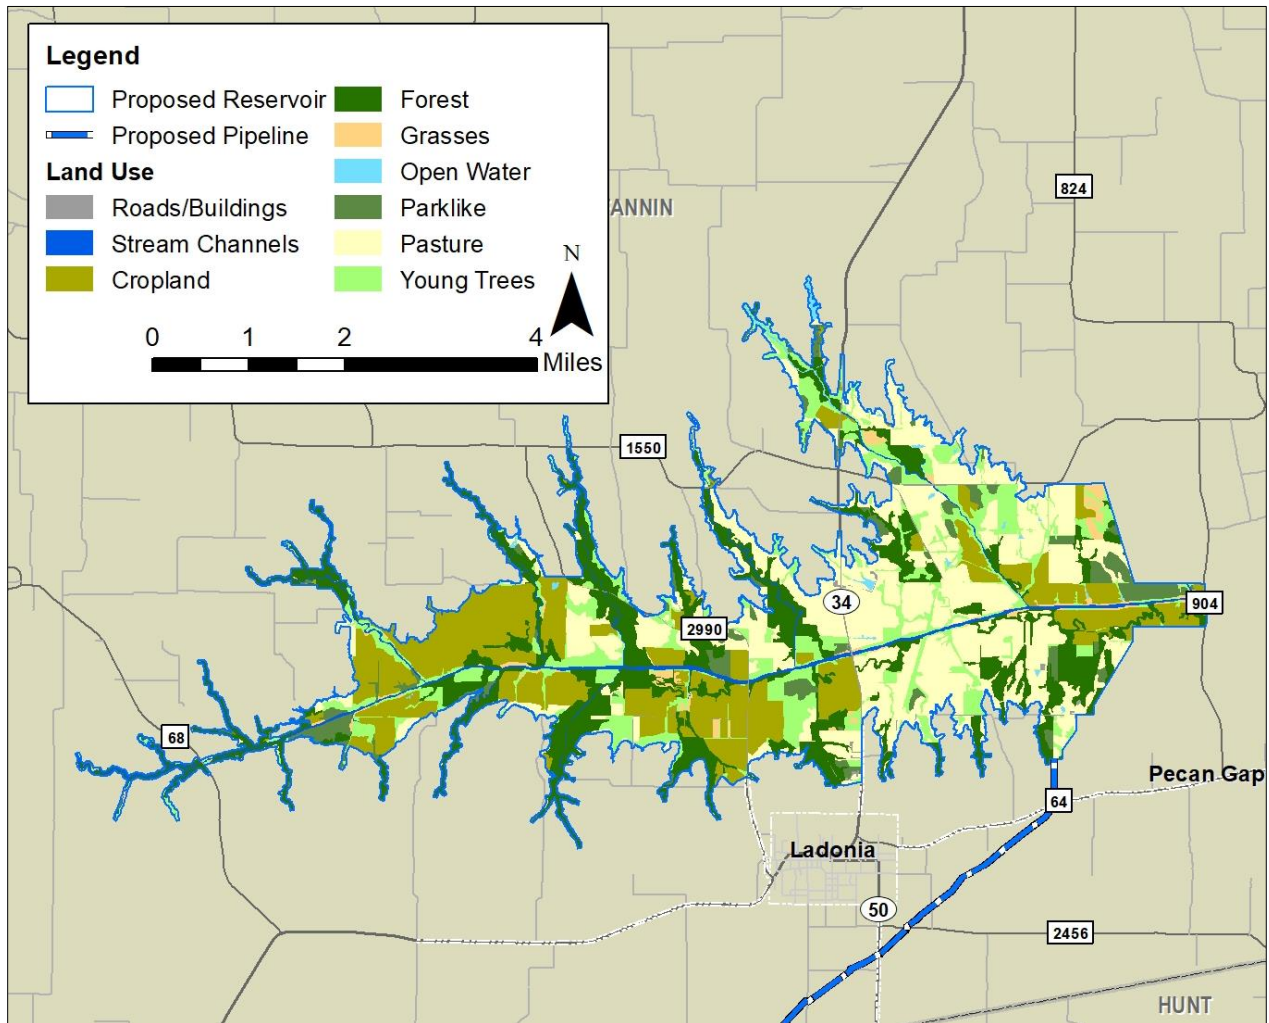 Legend
Proposed Reservoir
Proposed Pipeline
Land Use
Roads/Buildings
Stream Channels
Cropland
Forest
Grasses
Open Water
Parklike
Pasture
Young Trees
N
0 1 2 4
Miles
ANNIN
824
1550
34
2990
904
68
Pecan Gap
64
Ladonia
50
2456
HUNT